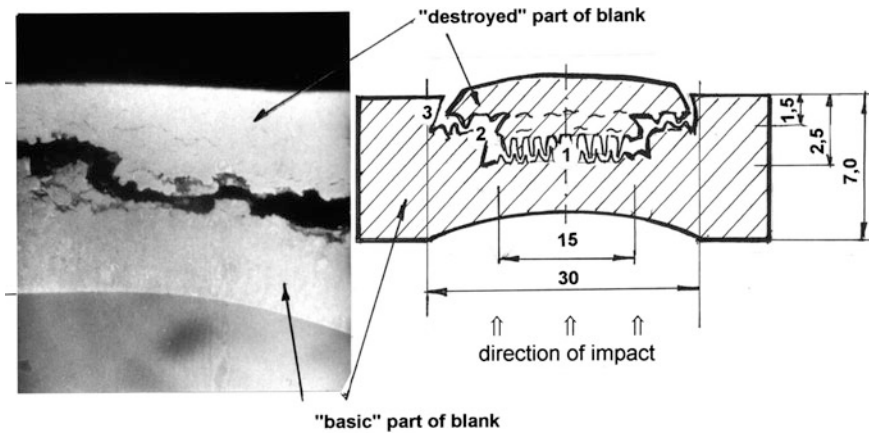 "destroyed" part of blank
3
2
1
1,5
2,5
7,0
15
30
direction of impact
"basic" part of blank